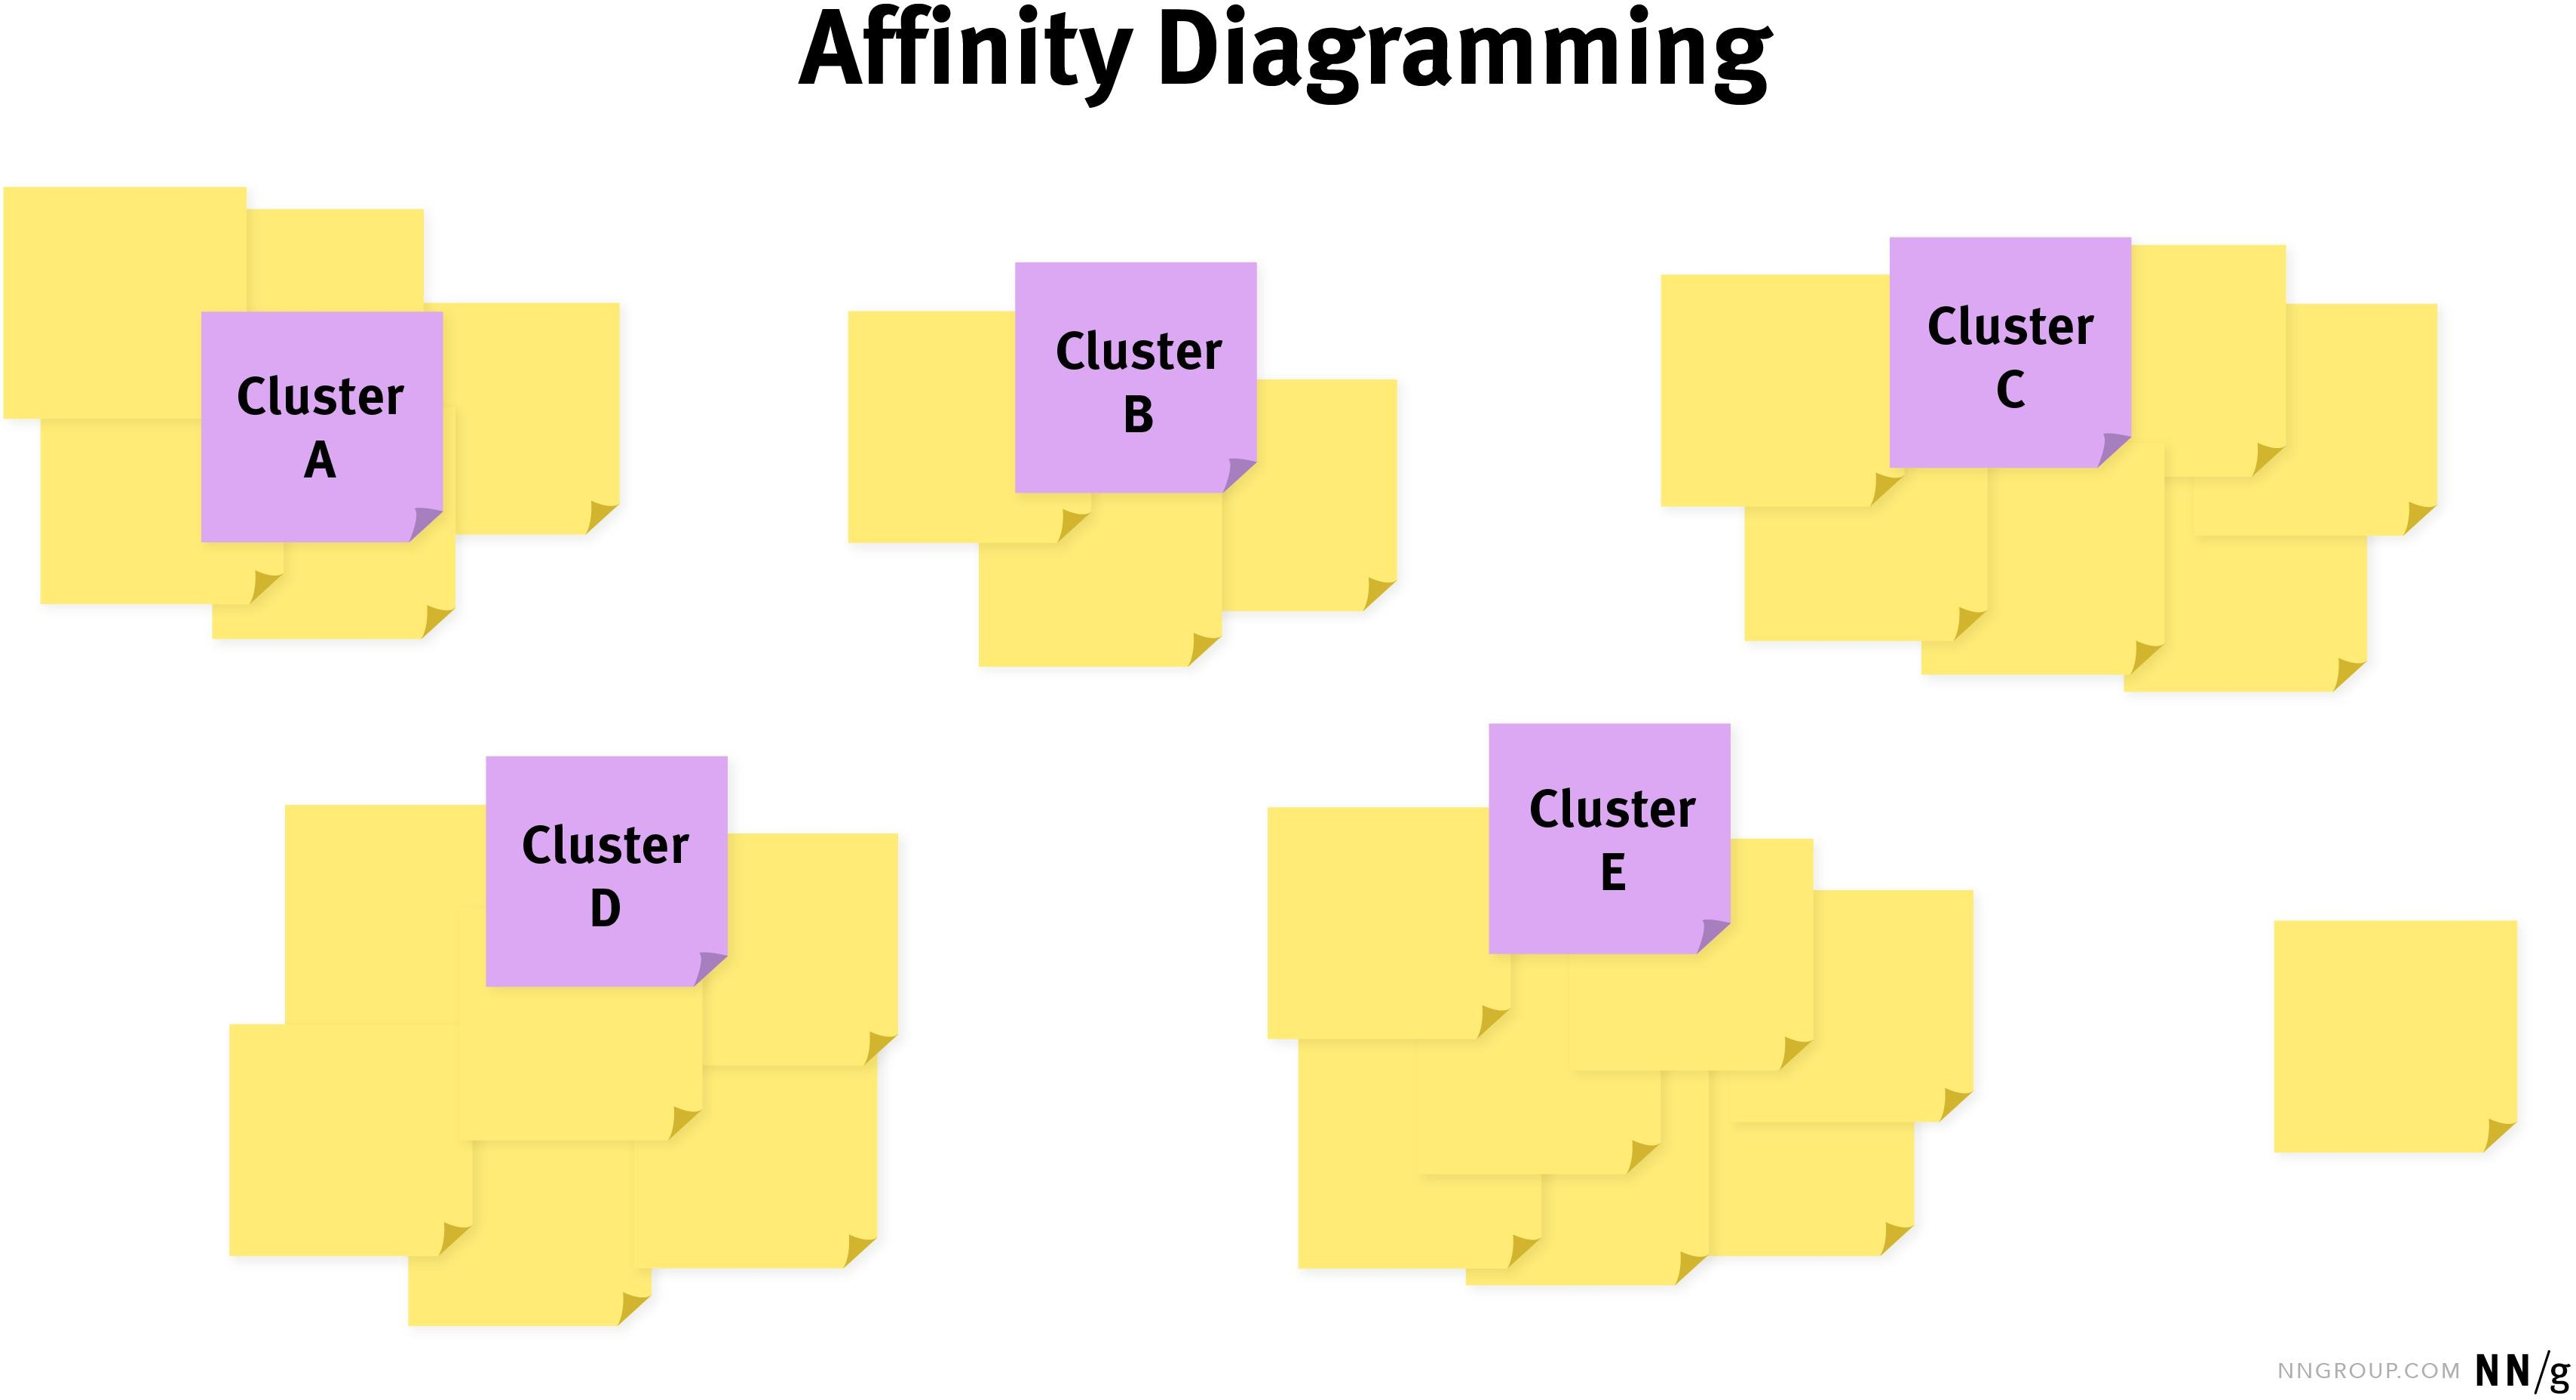 Affinity Diagramming
Cluster
A
Cluster
B
Cluster
C
Cluster
D
Cluster
E
NNGROUP.COM NN/g